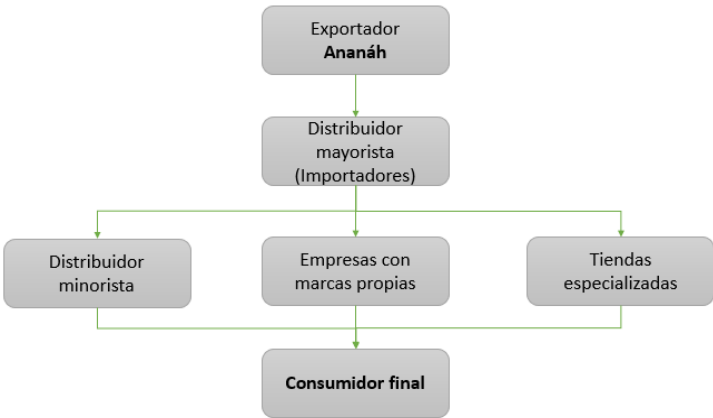 Exportador
Ananáh
Distribuidor
mayorista
(Importadores)
Distribuidor
minorista
Empresas con
marcas propias
Tiendas
especializadas
Consumidor final